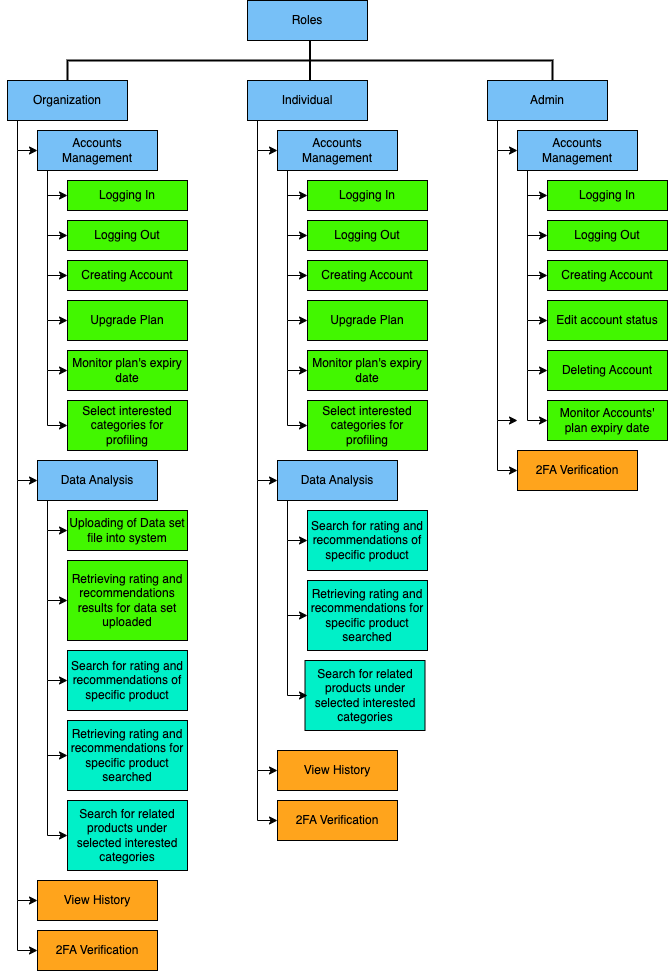 Roles
Organization
Accounts
Management
Logging In
Logging Out
Creating Account
Upgrade Plan
Monitor plan's expiry
date
Select interested
categories for
profiling
Data Analysis
Uploading of Data set
file into system
Retrieving rating and
recommendations
results for data set
uploaded
Search for rating and
recommendations of
specific product
Retrieving rating and
recommendations for
specific product
searched
Search for related
products under
selected interested
categories
View History
2FA Verification
Individual
Accounts
Management
Logging In
Logging Out
Creating Account
Upgrade Plan
Monitor plan's expiry
date
Select interested
categories for
profiling
Data Analysis
Search for rating and
recommendations of
specific product
Retrieving rating and
recommendations for
specific product
searched
Search for related
products under
selected interested
categories
View History
2FA Verification
Admin
Accounts
Management
Logging In
Logging Out
Creating Account
Edit account status
Deleting Account
Monitor Accounts'
plan expiry date
2FA Verification